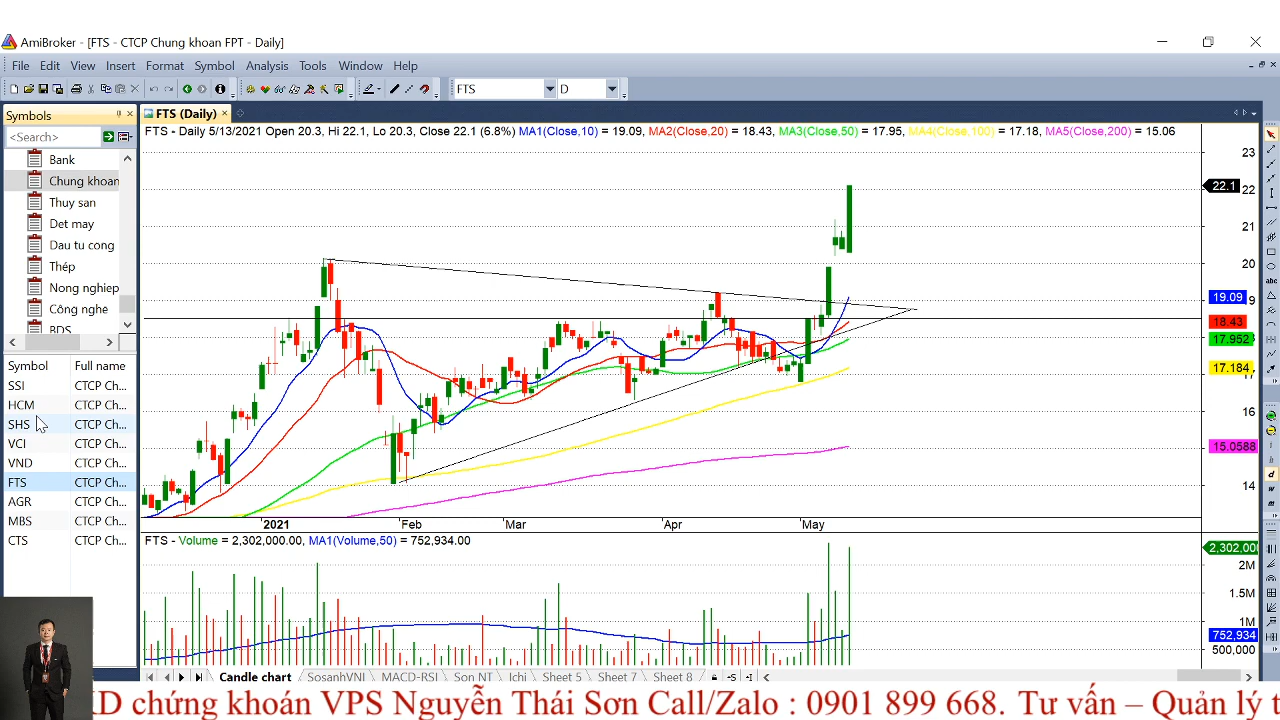 AmiBroker - [FTS - CTCP Chung khoan FPT - Daily]
File Edit View Insert Format Symbol Analysis Tools Window Help
FTS D
Symbols
FTS (Daily)
<Search>
FTS - Daily 5/13/2021 Open 20.3, Hi 22.1, Lo 20.3, Close 22.1 (6.8%) MA1(Close,10) = 19.09, MA2(Close,20) = 18.43, MA3(Close,50) = 17.95, MA4(Close,100) = 17.18, MA5(Close,200) = 15.06
Bank
Chung khoan
Thuy san
Det may
Dau tu cong
Thép
Nong nghiep
Công nghe
BDS
Symbol Full name
SSI CTCP Ch...
HCM CTCP Ch...
SHS CTCP Ch...
VCI CTCP Ch...
VND CTCP Ch...
FTS CTCP Ch...
AGR CTCP Ch...
MBS CTCP Ch...
CTS CTCP Ch...
23
22.1 22
21
20
19.09
18.43
17.952
17.184
16
15.0588
14
2021 Feb Mar Apr May
FTS - Volume = 2,302,000.00, MA1(Volume,50) = 752,934.00
2,302,000
2M
1.5M
1M
752,934
500,000
Candle chart SosanhVNI MACD-RSI Son NT Ichi Sheet 5 Sheet 6 Sheet 7 Sheet 8
KD chứng khoán VPS Nguyễn Thái Sơn Call/Zalo : 0901 899 668. Tư vấn – Quản lý t